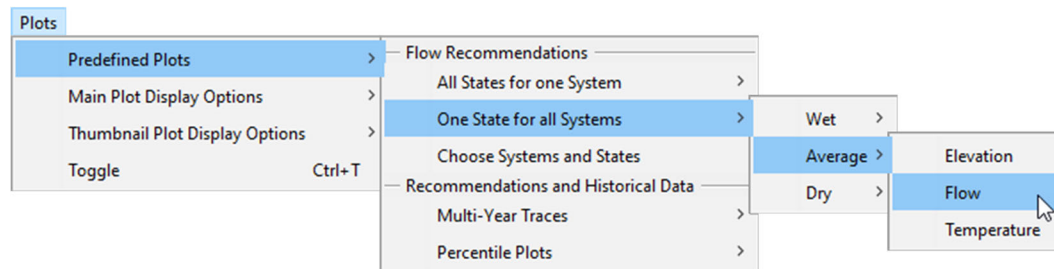 Plots
Predefined Plots
Main Plot Display Options
Thumbnail Plot Display Options
Toggle Ctrl+T
Flow Recommendations
All States for one System
One State for all Systems
Choose Systems and States
Recommendations and Historical Data
Multi-Year Traces
Percentile Plots
Wet
Average
Dry
Elevation
Flow
Temperature